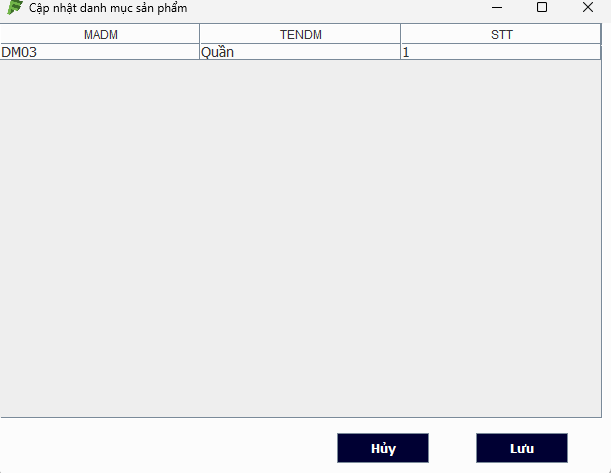 Cập nhật danh mục sản phẩm
MADM TENDM STT
DM03 Quần 1
Hủy Lưu